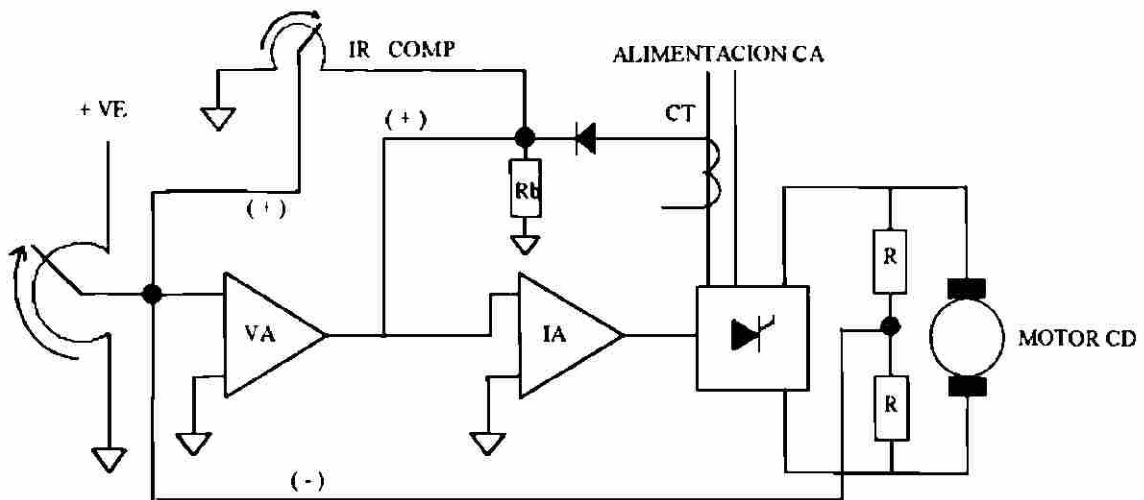 IR COMP
ALIMENTACION CA
+ VE
( + )
CT
Rb
( + )
R
VA
IA
MOTOR CD
R
( - )